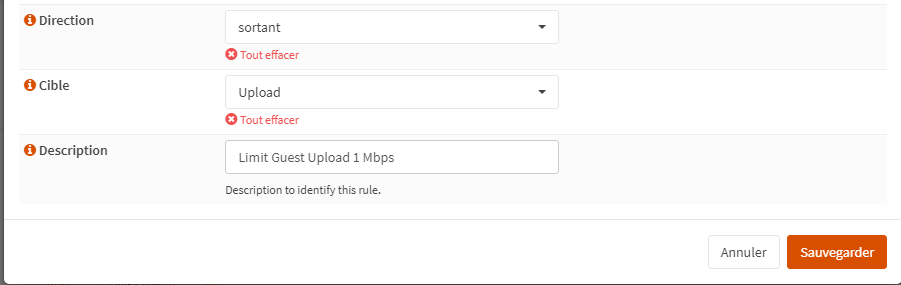 Direction
sortant
Tout effacer
Cible
Upload
Tout effacer
Description
Limit Guest Upload 1 Mbps
Description to identify this rule.
Annuler
Sauvegarder